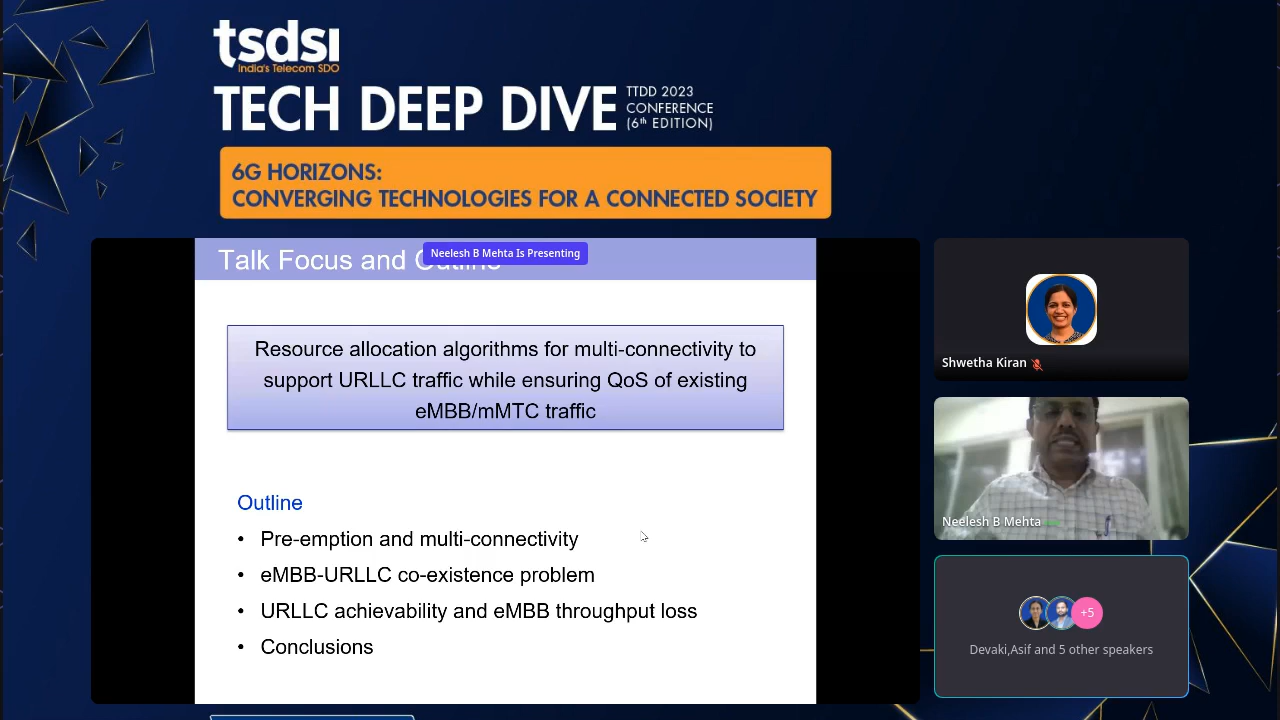 tsdsi
India's Telecom SDO
TECH DEEP DIVE
TTDD 2023
CONFERENCE
(6th EDITION)
6G HORIZONS:
CONVERGING TECHNOLOGIES FOR A CONNECTED SOCIETY
Talk Focus and Outline
Neelesh B Mehta Is Presenting
Resource allocation algorithms for multi-connectivity to
support URLLC traffic while ensuring QoS of existing
eMBB/mMTC traffic
Outline
• Pre-emption and multi-connectivity
• eMBB-URLLC co-existence problem
• URLLC achievability and eMBB throughput loss
• Conclusions
Shwetha Kiran
Neelesh B Mehta
+5
Devaki,Asif and 5 other speakers